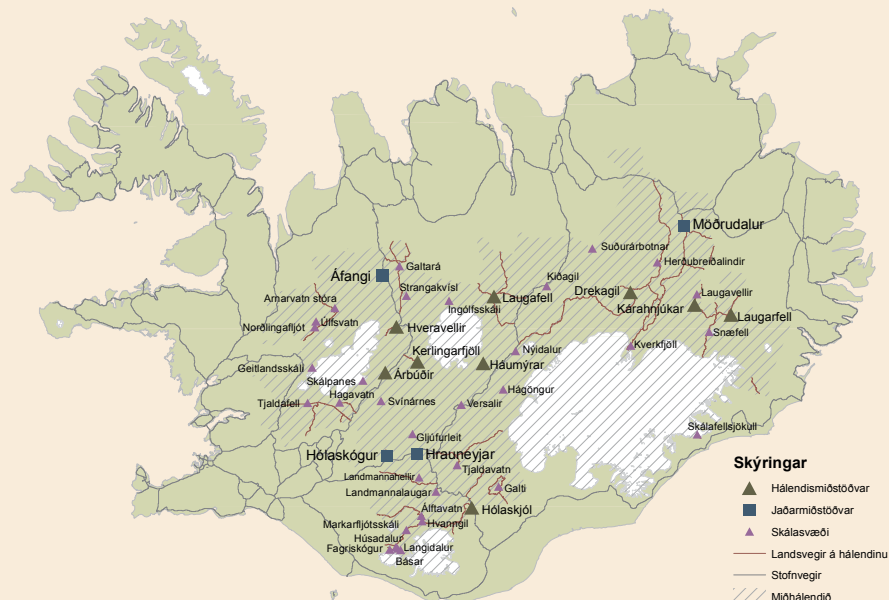 Möðrudalur
Suðurárbotnar
Herðubreiðalindir
Galtará
Áfangi
Kiðagil
Strangakvísl
Drekagil
Laugavellir
Laugafell
Arnarvatn stóra
Ingólfsskáli
Kárahnjúkar
Laugarfell
Úlfsvatn
Norðlingafljót
Hveravellir
Snæfell
Kverkfjöll
Nýidalur
Kerlingarfjöll
Háumýrar
Geitlandsskáli
Árbúðir
Skálpanes
Hágöngur
Hagavatn
Tjaldafell
Svínárnes
Versalir
Skálafellsjökull
Gljúfurleit
Hólaskógur
Hrauneyjar
Tjaldavatn
Landmannahellir
Galti
Landmannalaugar
Álftavatn
Hólaskjól
Markarfljótsskáli
Hvanngil
Húsadalur
Fagriskógur
Langidalur
Básar
Skýringar
Hálendismiðstöðvar
Jaðarmiðstöðvar
Skálasvæði
Landsvegir á hálendinu
Stofnvegir
Miðhálendið